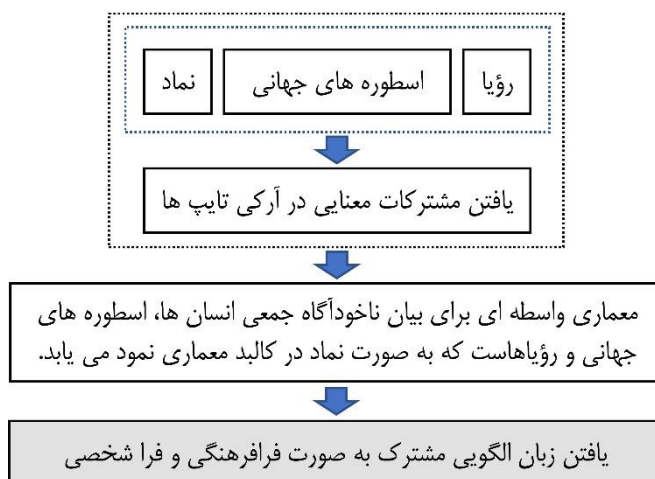 رؤیا
اسطوره های جهانی
نماد
یافتن مشترکات معنایی در آرکی تایپ ها
معماری واسطه ای برای بیان ناخودآگاه جمعی انسان ها، اسطوره های
جهانی و رؤیاهاست که به صورت نماد در کالبد معماری نمود می یابد.
یافتن زبان الگویی مشترک به صورت فرافرهنگی و فرا شخصی